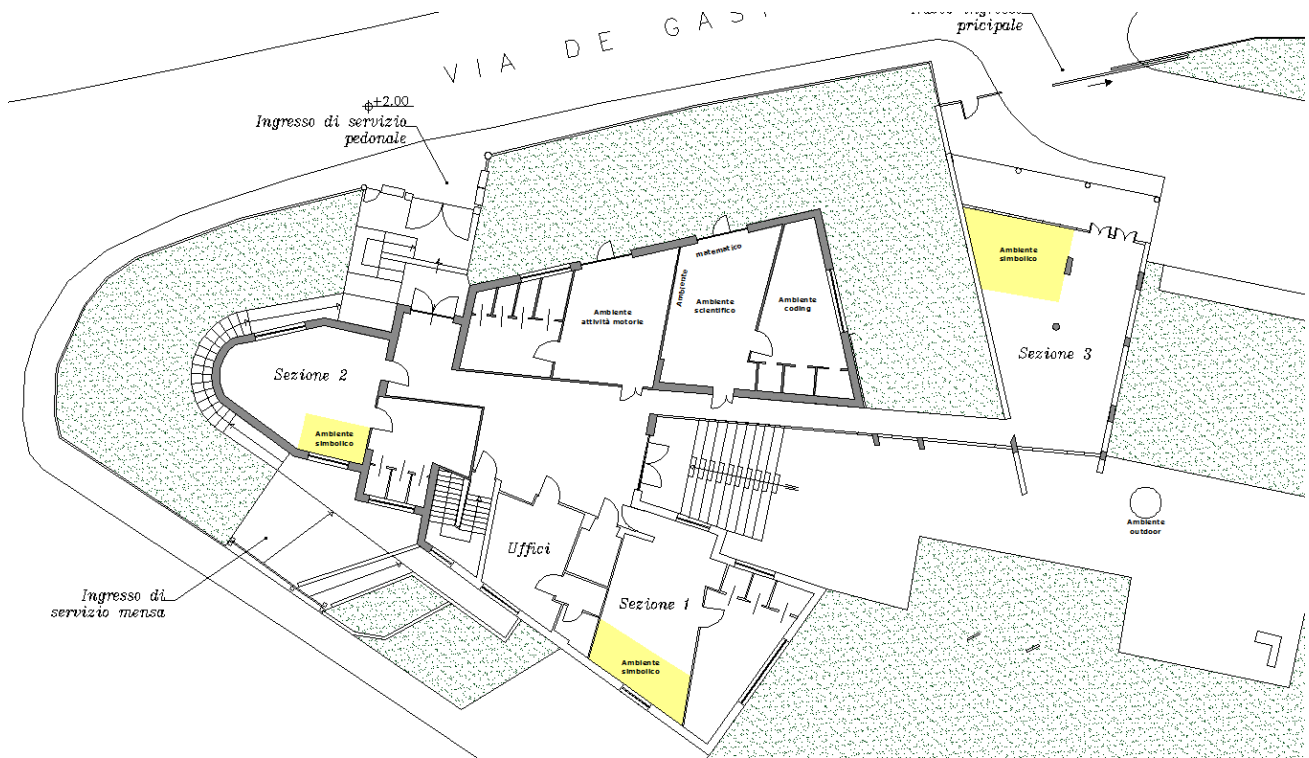 VIA DE GAS
pricipale
+2.00
Ingresso di servizio
pedonale
Ambiente
simbolico
matematico
Ambiente
Ambiente
attività motorie
Ambiente
scientifico
Ambiente
coding
Sezione 3
Sezione 2
Ambiente
simbolico
Ambiente
outdoor
Uffici
Ingresso di
servizio mensa
Sezione 1
Ambiente
simbolico